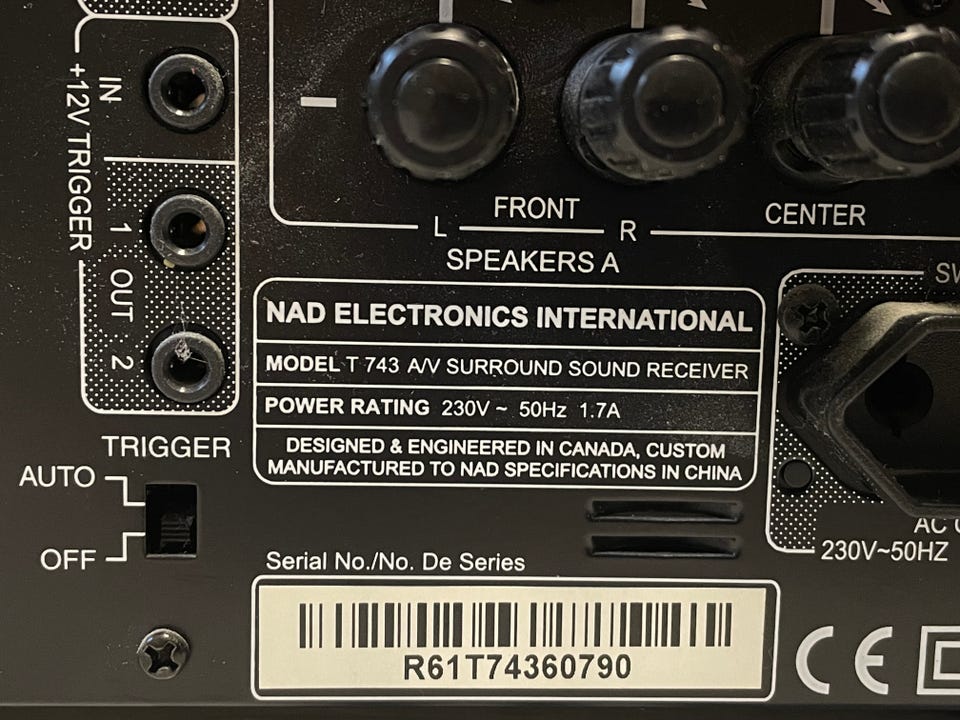 IN
+12V TRIGGER
1
OUT
2
TRIGGER
AUTO
OFF
FRONT
L
R
SPEAKERS A
CENTER
NAD ELECTRONICS INTERNATIONAL
MODEL T 743 A/V SURROUND SOUND RECEIVER
POWER RATING 230V ~ 50Hz 1.7A
DESIGNED & ENGINEERED IN CANADA, CUSTOM
MANUFACTURED TO NAD SPECIFICATIONS IN CHINA
AC
230V~50HZ
Serial No./No. De Series
R61T74360790
CE